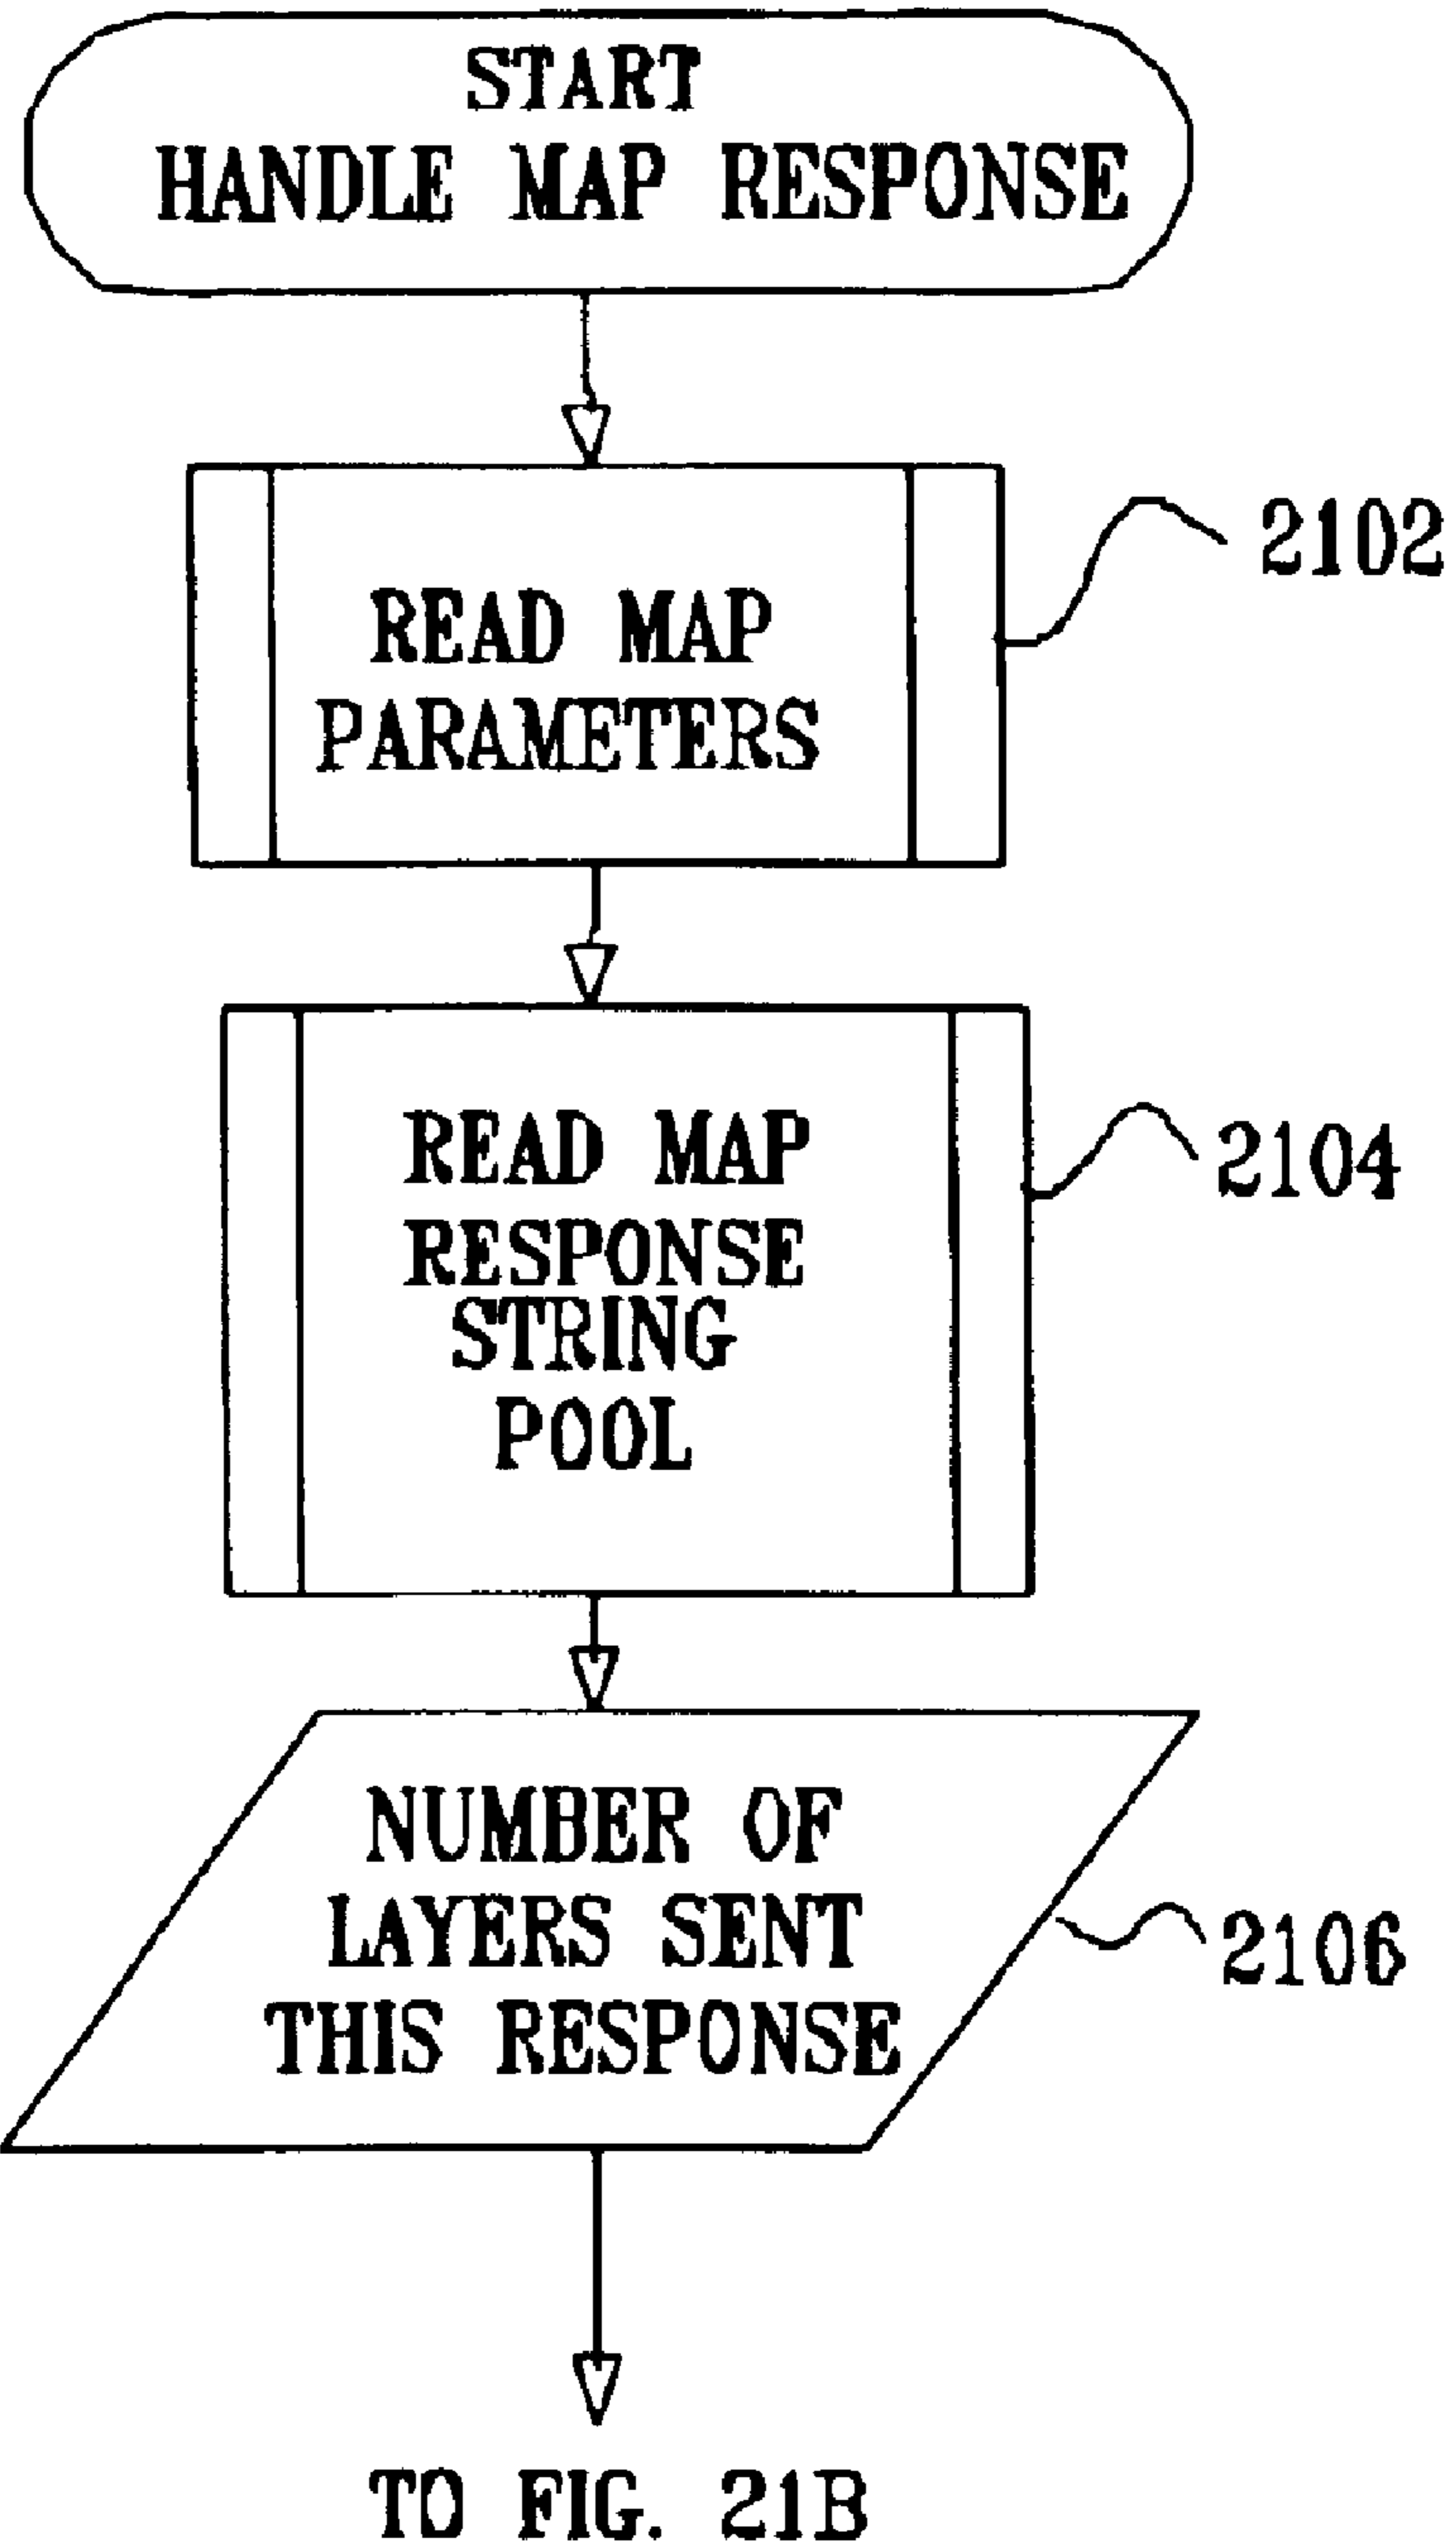 START
HANDLE MAP RESPONSE
READ MAP
PARAMETERS
2102
READ MAP
RESPONSE
STRING
POOL
2104
NUMBER OF
LAYERS SENT
THIS RESPONSE
2106
TO FIG. 21B